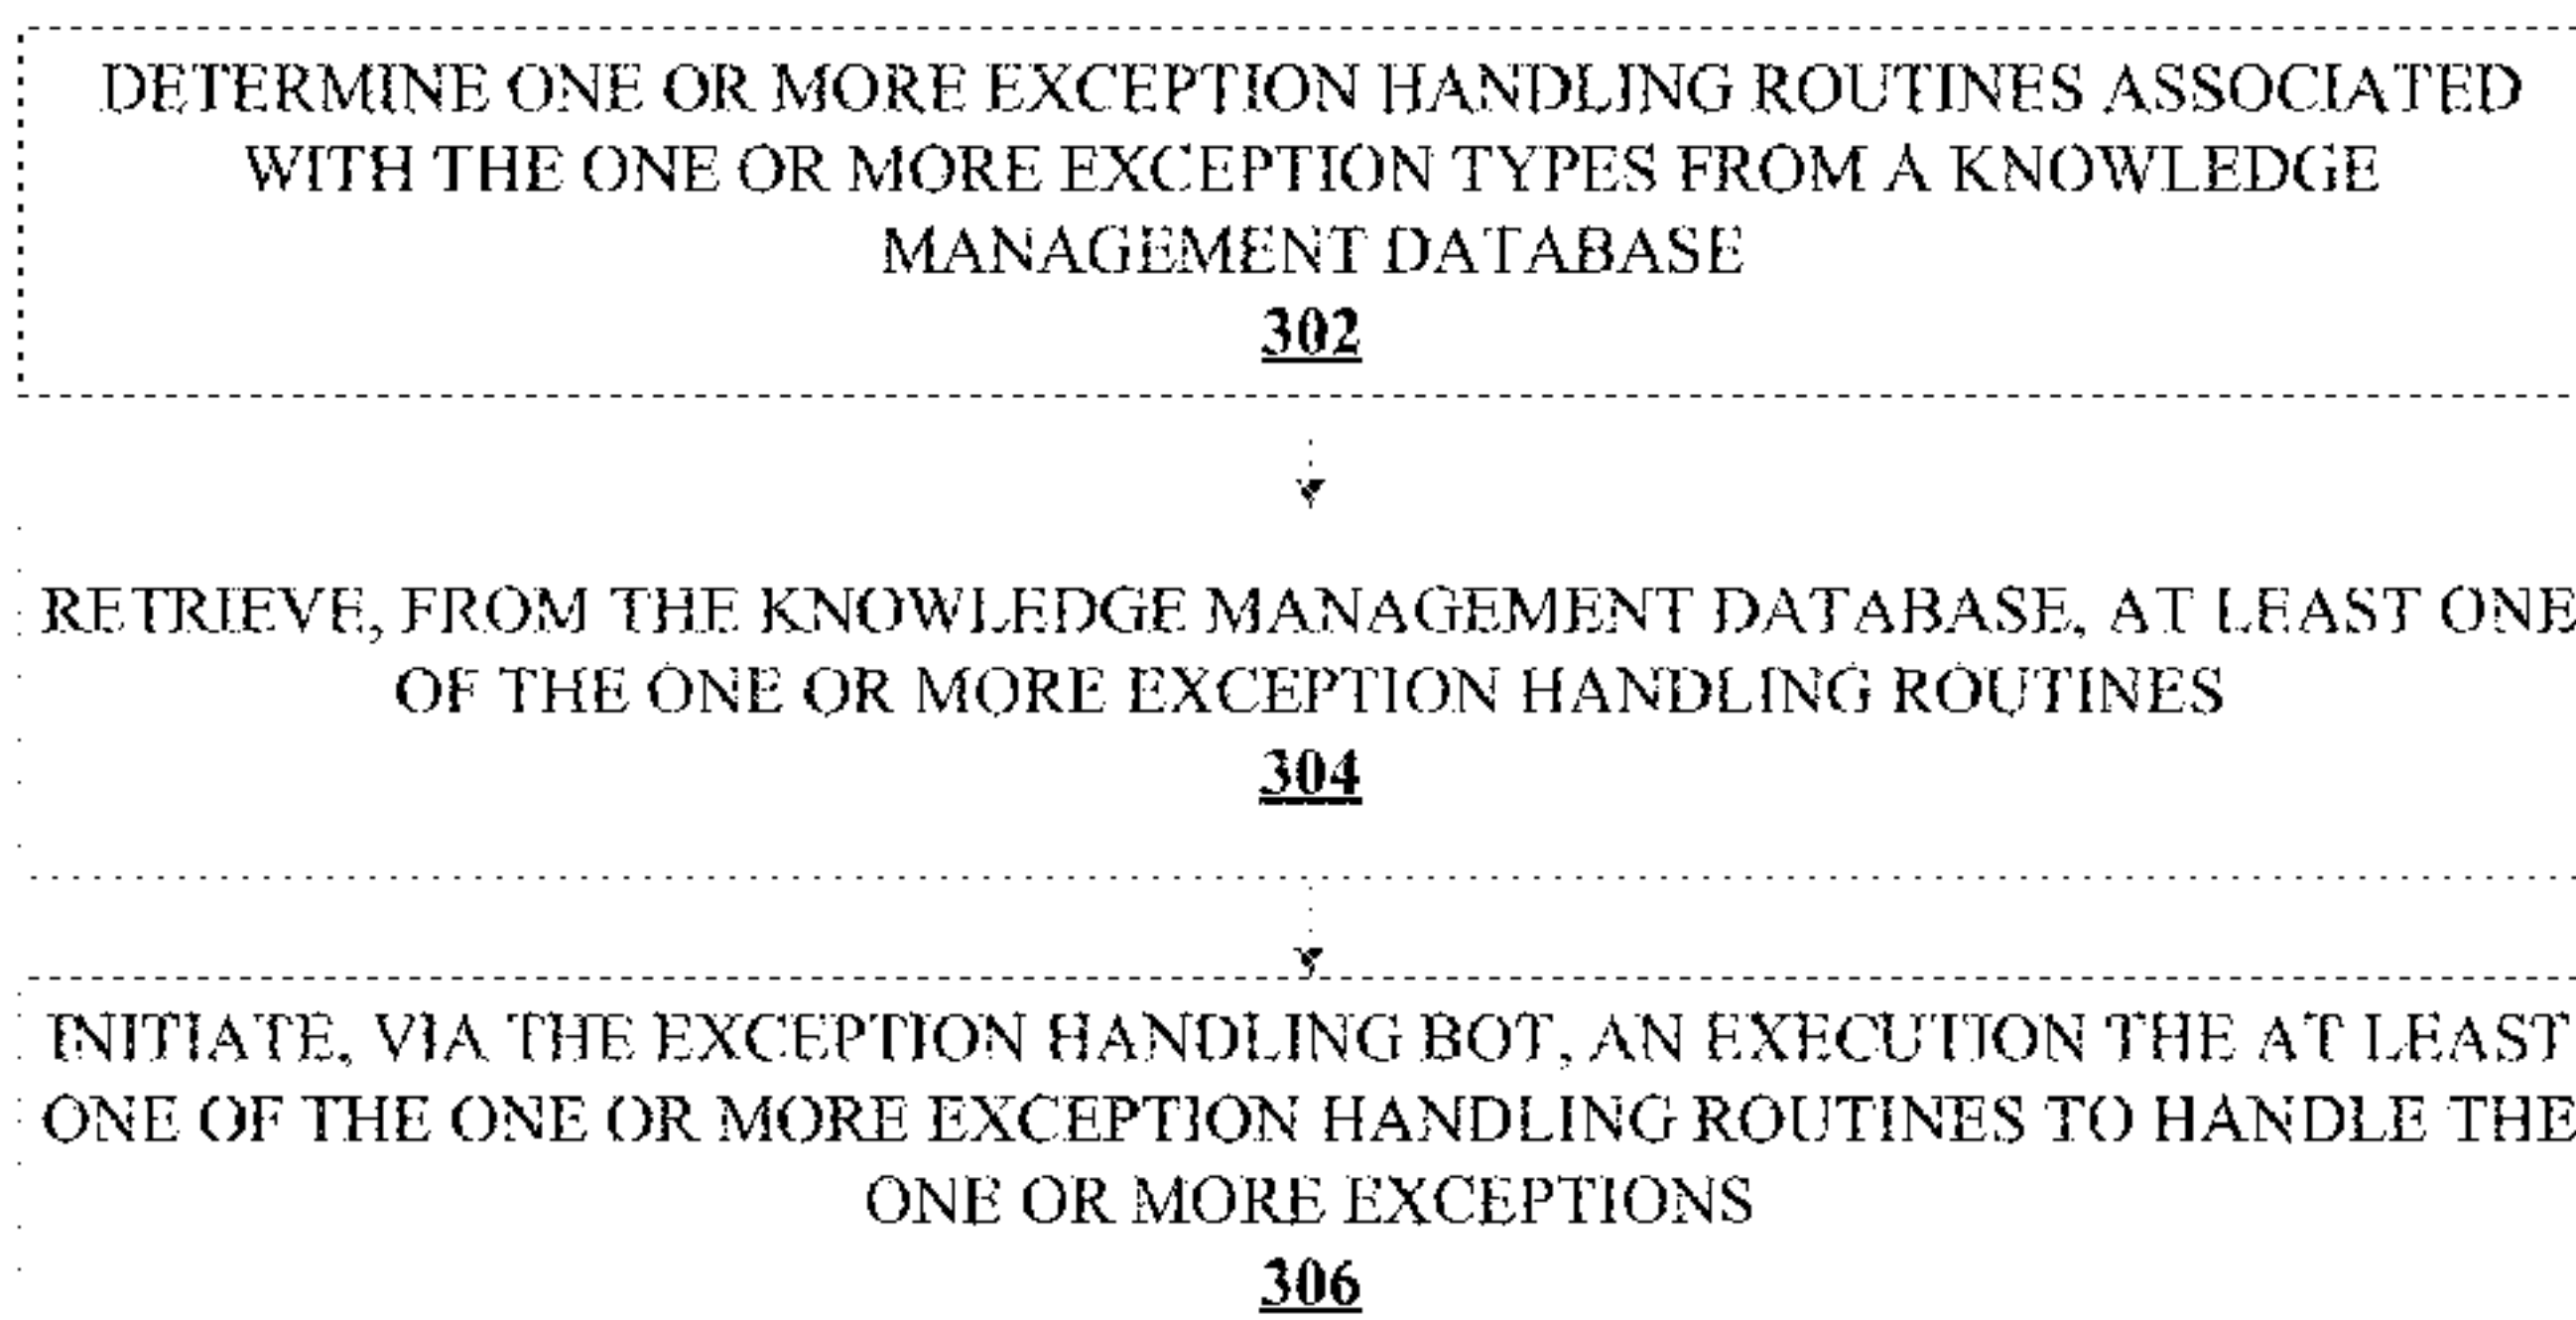 DETERMINE ONE OR MORE EXCEPTION HANDLING ROUTINES ASSOCIATED
WITH THE ONE OR MORE EXCEPTION TYPES FROM A KNOWLEDGE
MANAGEMENT DATABASE
302
RETRIEVE, FROM THE KNOWLEDGE MANAGEMENT DATABASE, AT LEAST ONE
OF THE ONE OR MORE EXCEPTION HANDLING ROUTINES
304
INITIATE, VIA THE EXCEPTION HANDLING BOT, AN EXECUTION THE AT LEAST
ONE OF THE ONE OR MORE EXCEPTION HANDLING ROUTINES TO HANDLE THE
ONE OR MORE EXCEPTIONS
306